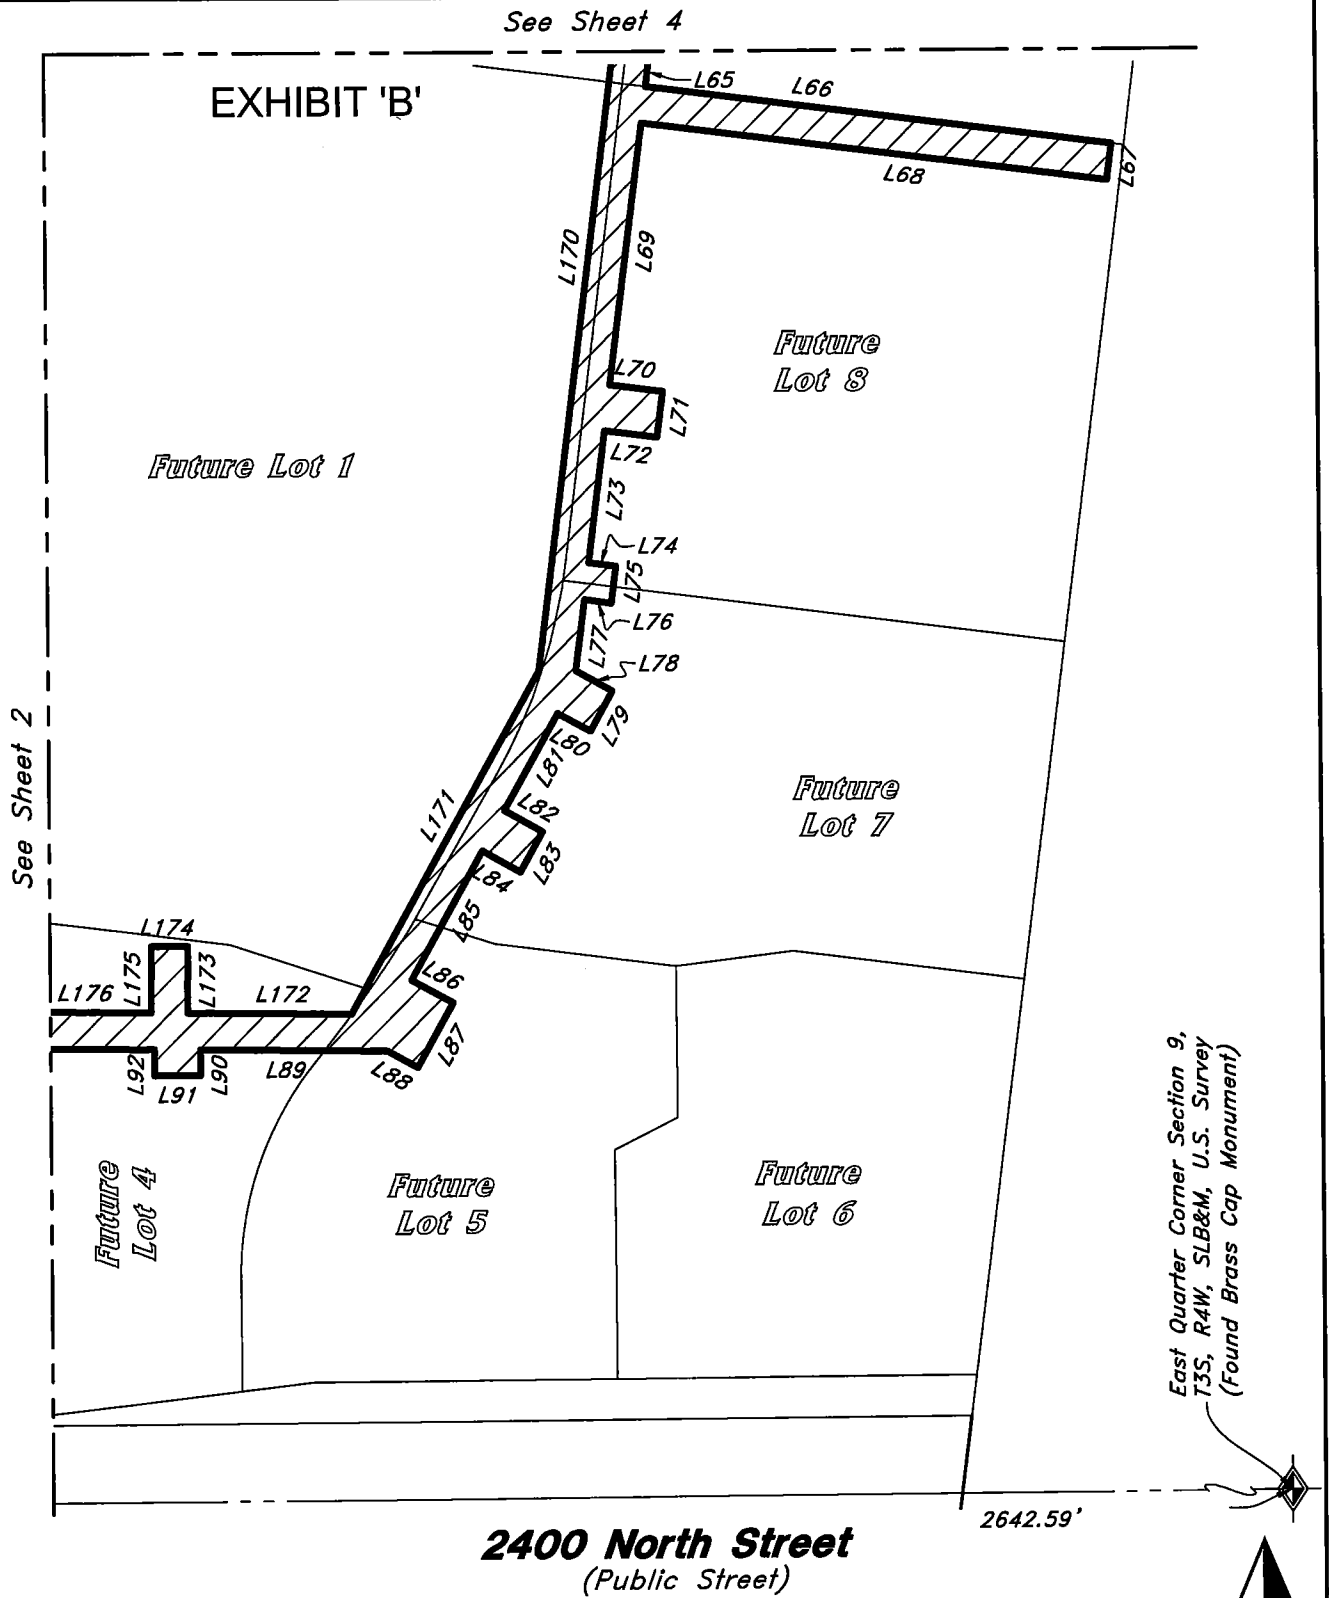 See Sheet 4
EXHIBIT 'B'
L65
L66
L67
L68
L170
L69
Future
Lot 8
L70
L71
L72
Future Lot 1
L73
L74
L75
L76
L77
L78
L79
L80
L81
See Sheet 2
Future
Lot 7
L171
L82
L83
L84
L85
L174
L175
L173
L176
L172
L86
L87
L92
L91
L90
L89
L88
Future
Lot 4
Future
Lot 5
Future
Lot 6
East Quarter Corner Section 9,
T3S, R4W, SLB&M, U.S. Survey
(Found Brass Cap Monument)
2642.59'
2400 North Street
(Public Street)